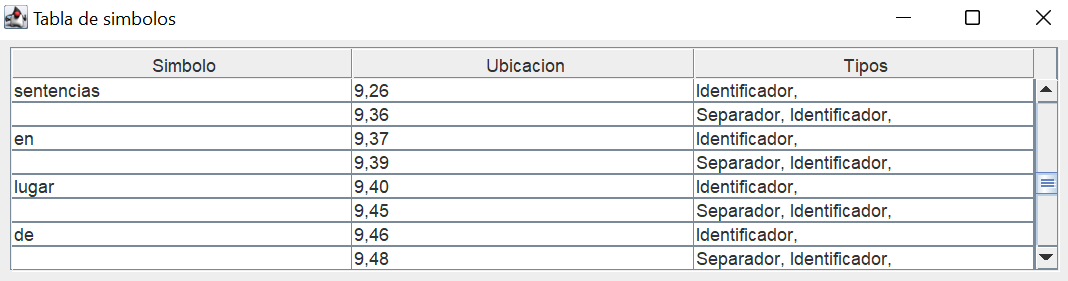 Tabla de simbolos
Simbolo Ubicacion Tipos
sentencias 9,26 Identificador,
9,36 Separador, Identificador,
en 9,37 Identificador,
9,39 Separador, Identificador,
lugar 9,40 Identificador,
9,45 Separador, Identificador,
de 9,46 Identificador,
9,48 Separador, Identificador,